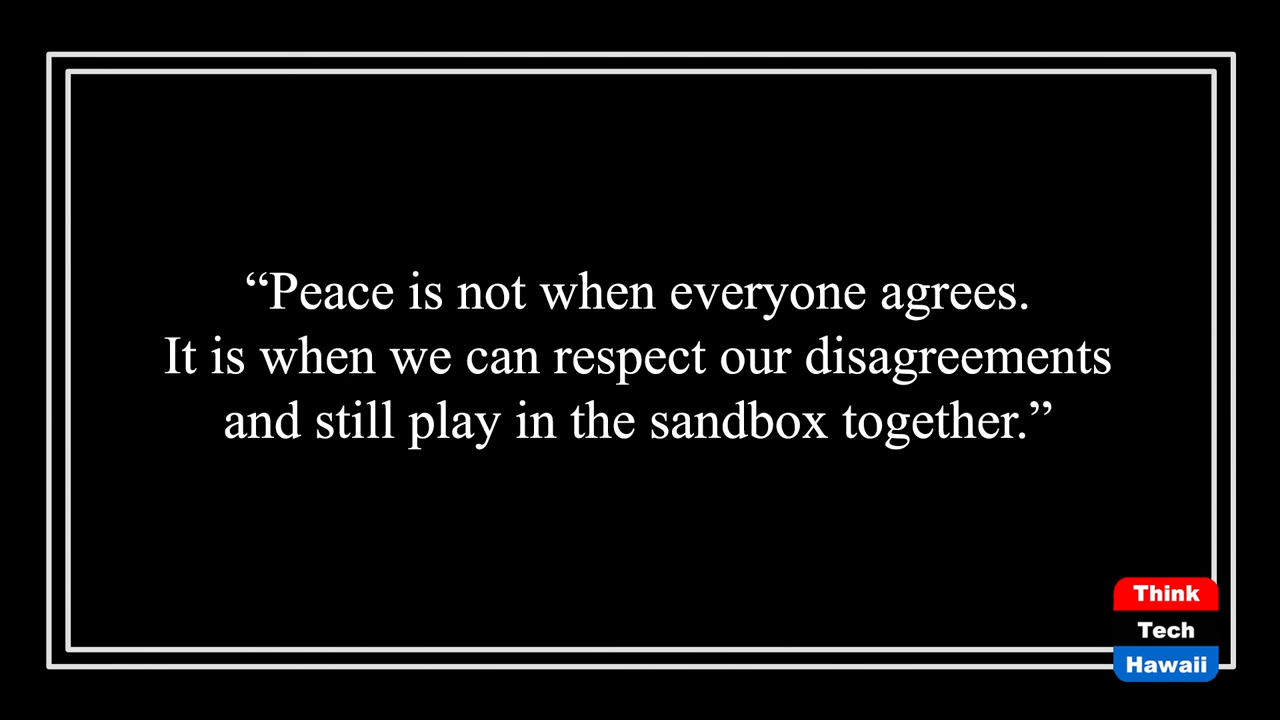 “Peace is not when everyone agrees.
It is when we can respect our disagreements
and still play in the sandbox together.”
Think
Tech
Hawaii